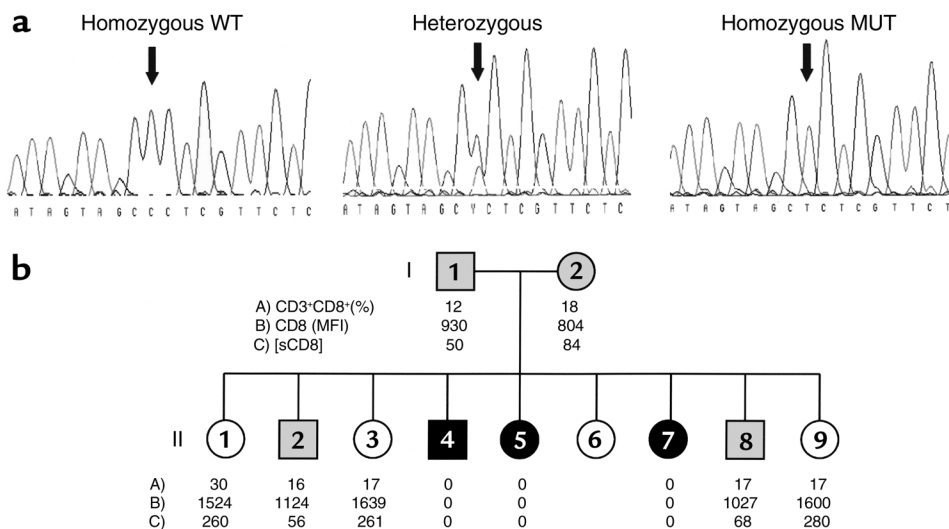 a
Homozygous WT
Heterozygous
Homozygous MUT
A T A G T A G C C C T C G T T C T C
A T A G T A G C Y C T C G T T C T C
A T A G T A G C T C T C G T T C T
b
I 1 2
A) CD3+CD8+(%) 12 18
B) CD8 (MFI) 930 804
C) [sCD8] 50 84
II 1 2 3 4 5 6 7 8 9
A) 30 16 17 0 0 0 17 17
B) 1524 1124 1639 0 0 0 1027 1600
C) 260 56 261 0 0 0 68 280